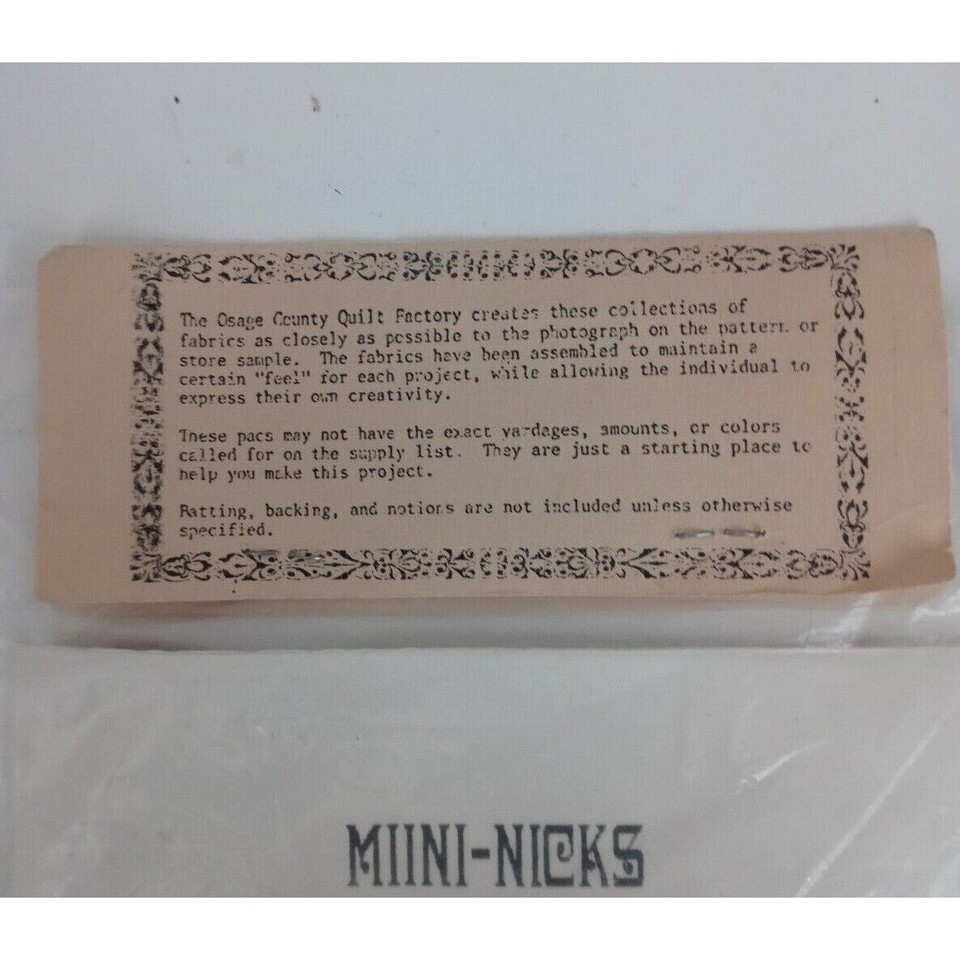 The Osage County Quilt Factory creates these collections of
fabrics as closely as possible to the photograph on the pattern or
store sample. The fabrics have been assembled to maintain a
certain "feel" for each project, while allowing the individual to
express their own creativity.
These pacs may not have the exact yardages, amounts, or colors
called for on the supply list. They are just a starting place to
help you make this project.
Batting, backing, and notions are not included unless otherwise
specified.
MIINI-NICKS